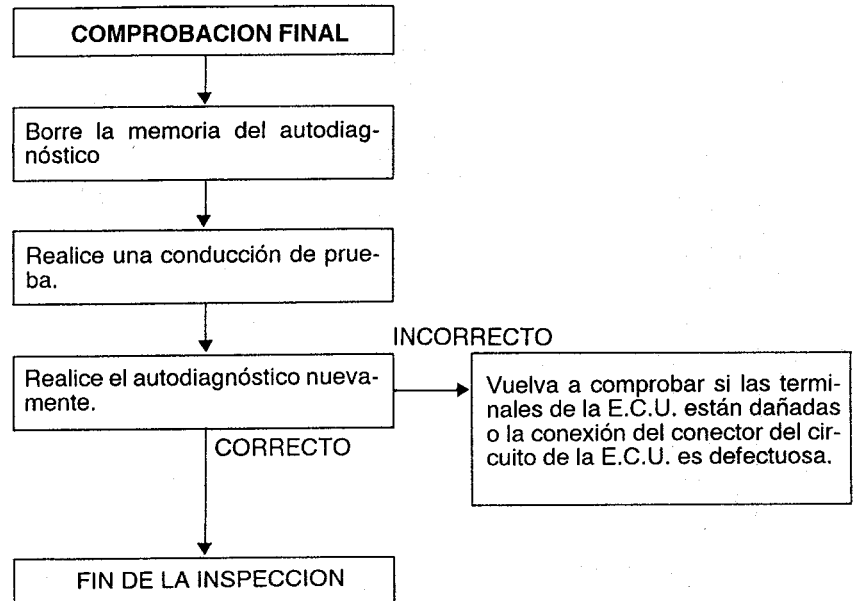 COMPROBACION FINAL
Borre la memoria del autodiag-
nóstico
Realice una conducción de prue-
ba.
INCORRECTO
Realice el autodiagnóstico nueva-
mente.
Vuelva a comprobar si las termi-
nales de la E.C.U. están dañadas
o la conexión del conector del cir-
cuito de la E.C.U. es defectuosa.
CORRECTO
FIN DE LA INSPECCION